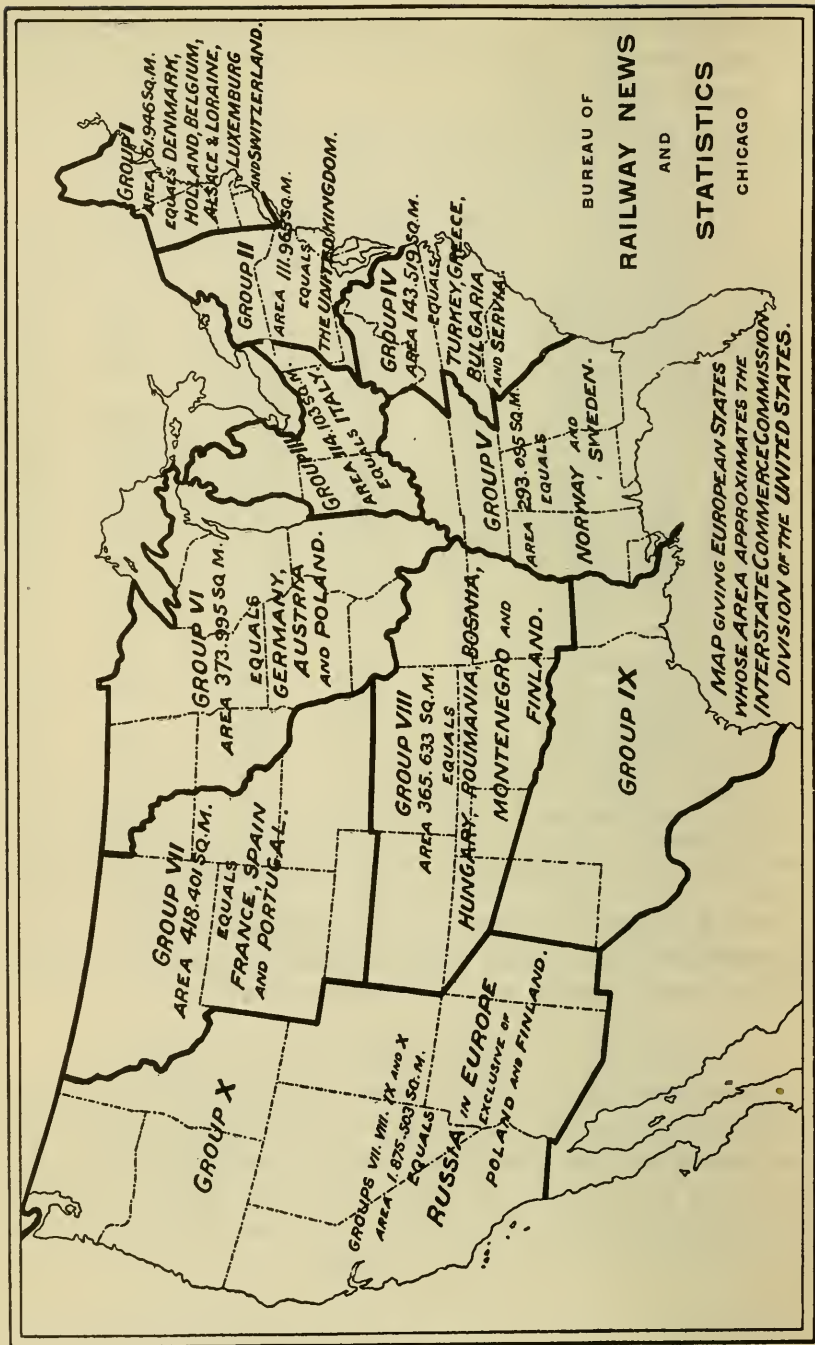 GROUP I
AREA 61.946 SQ.M.
EQUALS DENMARK,
HOLLAND, BELGIUM,
ALSACE & LORAINE,
LUXEMBURG
AND SWITZERLAND.
GROUP II
AREA 111.965 SQ.M.
EQUALS
THE UNITED KINGDOM.
GROUP III
AREA 114.103 SQ.M.
EQUALS ITALY.
GROUP IV
AREA 143.519 SQ.M.
EQUALS
TURKEY, GREECE,
BULGARIA
AND SERVIA.
GROUP V
AREA 293.095 SQ.M.
EQUALS
NORWAY AND
SWEDEN.
GROUP VI
AREA 373.995 SQ M.
EQUALS
GERMANY,
AUSTRIA
AND POLAND.
GROUP VII
AREA 418.401 SQ.M.
EQUALS
FRANCE, SPAIN
AND PORTUGAL.
GROUP VIII
AREA 365.633 SQ.M.
EQUALS
HUNGARY, ROUMANIA, BOSNIA,
MONTENEGRO AND
FINLAND.
GROUP IX
GROUP X
GROUPS VII. VIII. IX AND X
AREA 1.875.503 SQ.M.
EQUALS
RUSSIA IN EUROPE
EXCLUSIVE OF
POLAND AND FINLAND.
MAP GIVING EUROPEAN STATES
WHOSE AREA APPROXIMATES THE
INTERSTATE COMMERCE COMMISSION
DIVISION OF THE UNITED STATES.
BUREAU OF
RAILWAY NEWS
AND
STATISTICS
CHICAGO